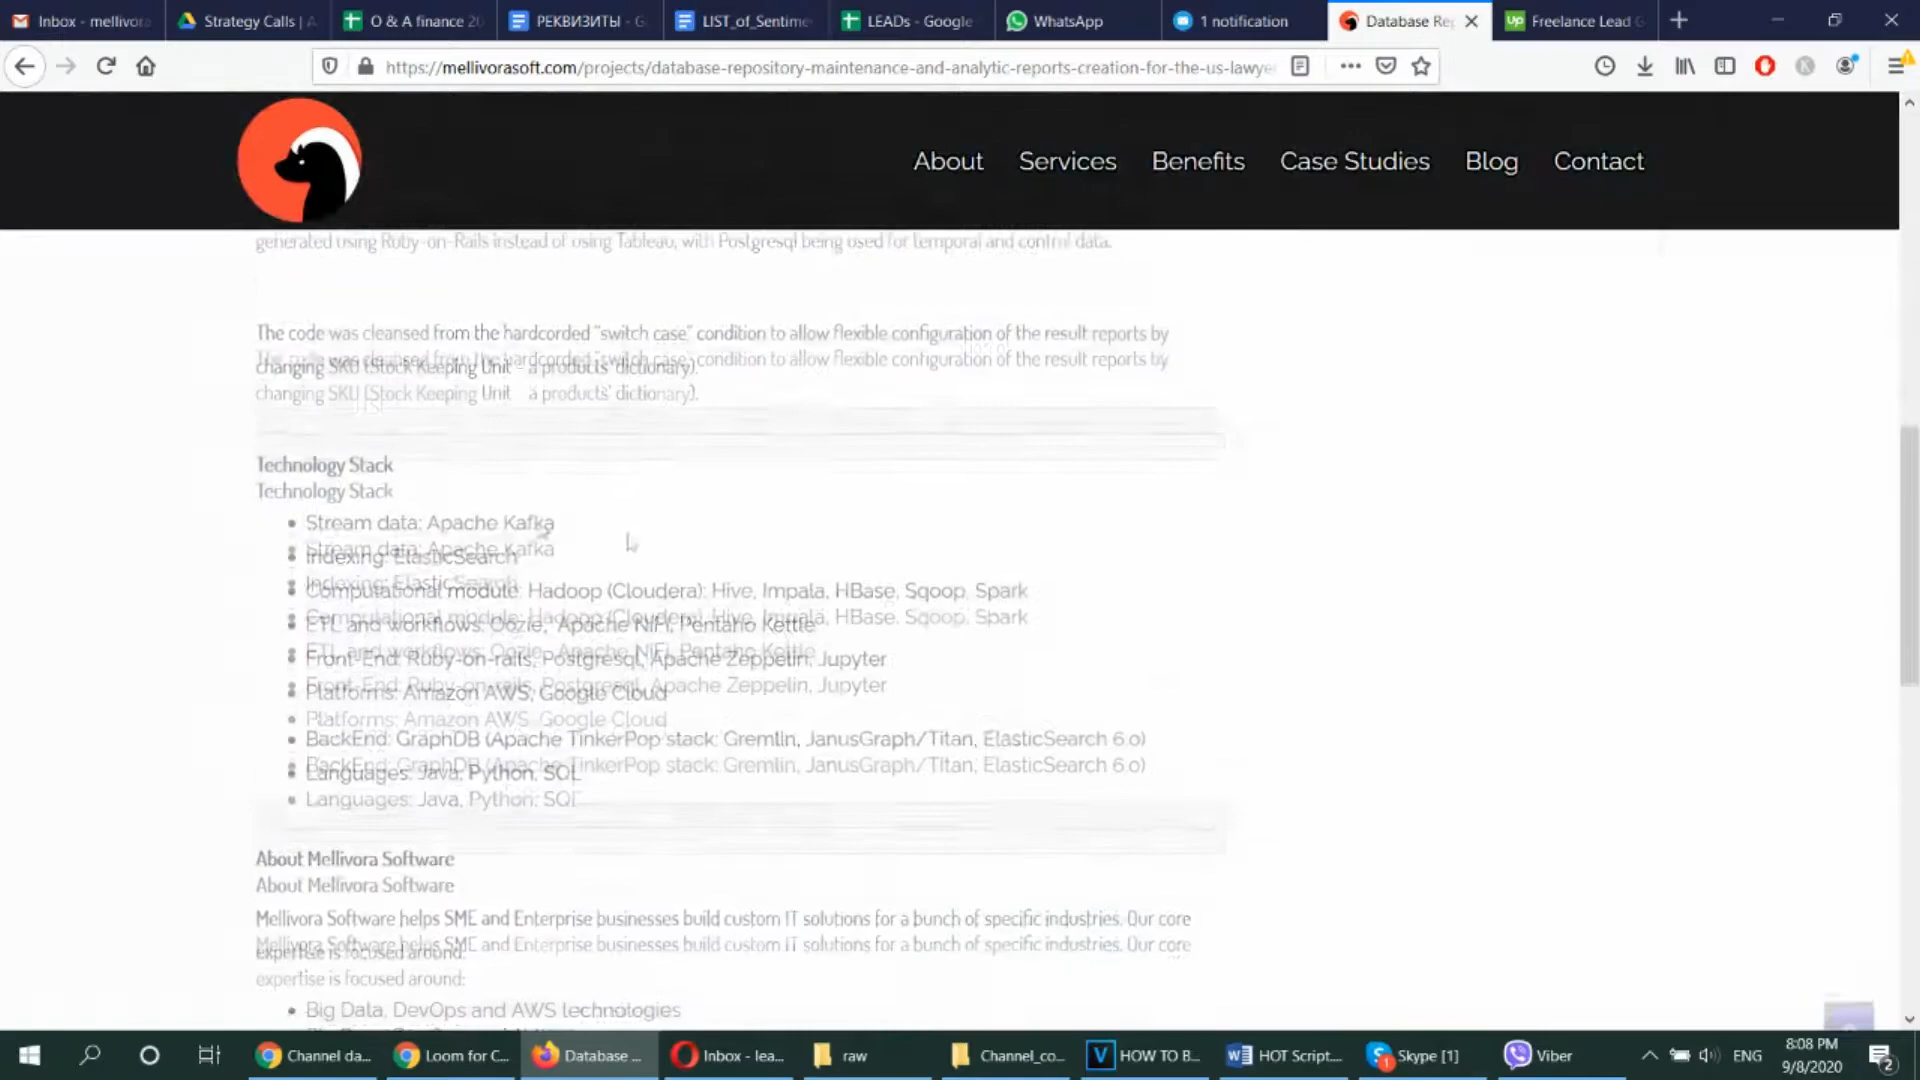 Inbox - mellivora
Strategy Calls | A
O & A finance 20
РЕКВИЗИТЫ - G
LIST_of_Sentime
LEADs - Google
WhatsApp
1 notification
Database Re
Freelance Lead G
https://mellivorasoft.com/projects/database-repository-maintenance-and-analytic-reports-creation-for-the-us-lawye
About Services Benefits Case Studies Blog Contact
generated using Ruby-on-Rails instead of using Tableau, with Postgresql being used for temporal and control data.
The code was cleansed from the hardcorded "switch case" condition to allow flexible configuration of the result reports by
changing SKU (Stock Keeping Unit - a products' dictionary).
Technology Stack
• Stream data: Apache Kafka
• Indexing: ElasticSearch
• Computational module: Hadoop (Cloudera): Hive, Impala, HBase, Sqoop, Spark
• ETL and workflows: Oozie, Apache NiFi, Pentaho Kettle
• Front-End: Ruby-on-rails, Postgresql, Apache Zeppelin, Jupyter
• Platforms: Amazon AWS, Google Cloud
• BackEnd: GraphDB (Apache TinkerPop stack: Gremlin, JanusGraph/Titan, ElasticSearch 6.0)
• Languages: Java, Python, SQL
About Mellivora Software
Mellivora Software helps SME and Enterprise businesses build custom IT solutions for a bunch of specific industries. Our core
expertise is focused around:
• Big Data, DevOps and AWS technologies
Channel da...
Loom for C...
Database ...
Inbox - lea...
raw
Channel_co...
HOW TO B...
HOT Script...
Skype [1]
Viber
ENG
8:08 PM
9/8/2020
2